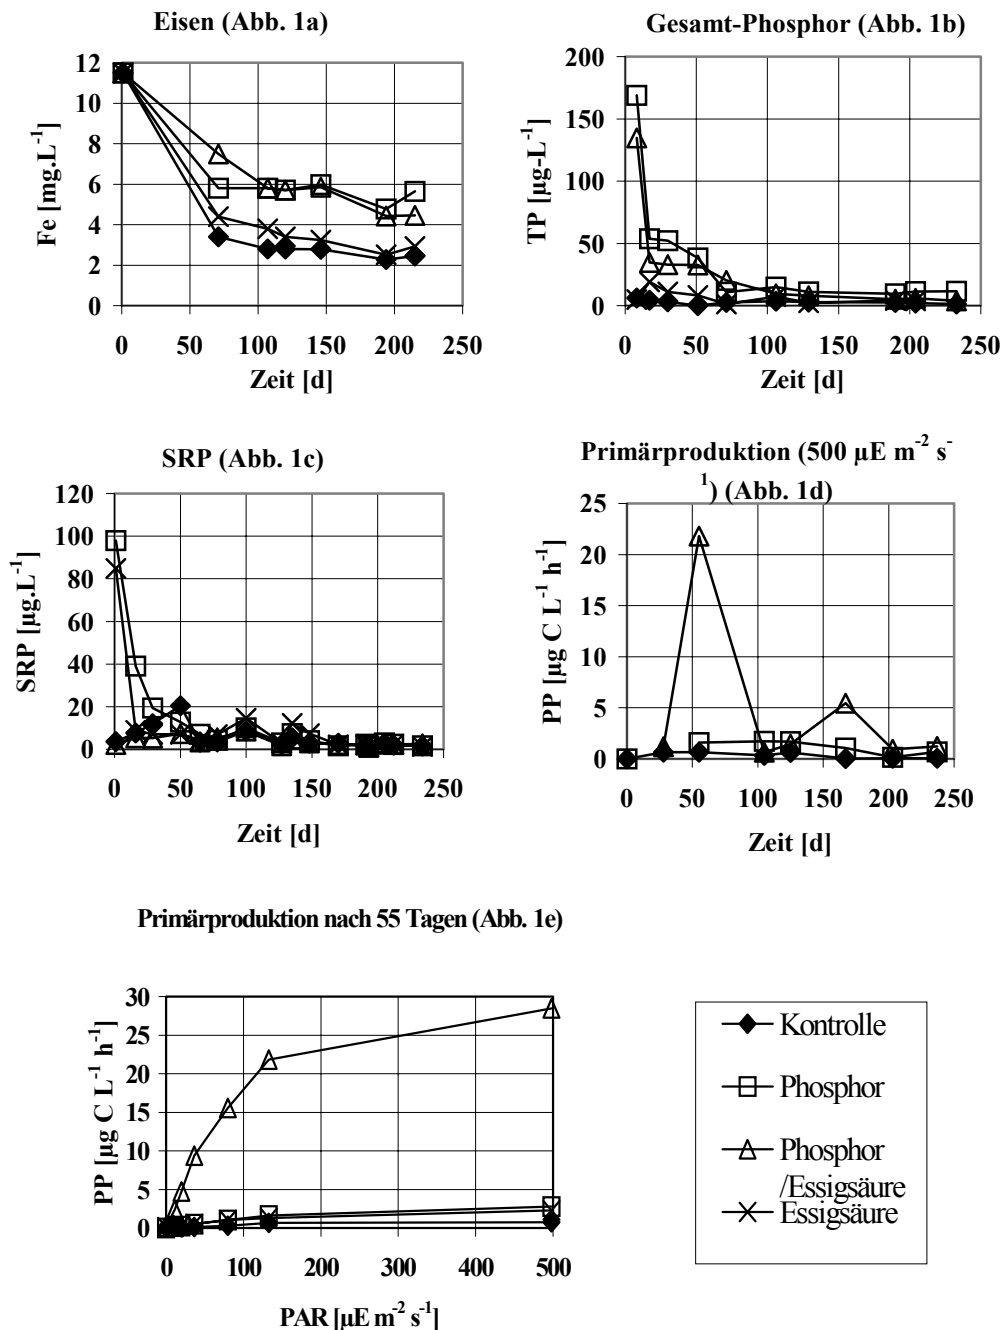 Eisen (Abb. 1a)
Fe [mg.L⁻¹]
12
10
8
6
4
2
0
0 50 100 150 200 250
Zeit [d]
Gesamt-Phosphor (Abb. 1b)
TP [µg-L⁻¹]
200
150
100
50
0
0 50 100 150 200 250
Zeit [d]
SRP (Abb. 1c)
SRP [µg.L⁻¹]
120
100
80
60
40
20
0
0 50 100 150 200 250
Zeit [d]
Primärproduktion (500 µE m⁻² s⁻
¹) (Abb. 1d)
PP [µg C L⁻¹ h⁻¹]
25
20
15
10
5
0
0 50 100 150 200 250
Zeit [d]
Primärproduktion nach 55 Tagen (Abb. 1e)
PP [µg C L⁻¹ h⁻¹]
30
25
20
15
10
5
0
0 100 200 300 400 500
PAR [µE m⁻² s⁻¹]
Kontrolle
Phosphor
Phosphor
/Essigsäure
Essigsäure